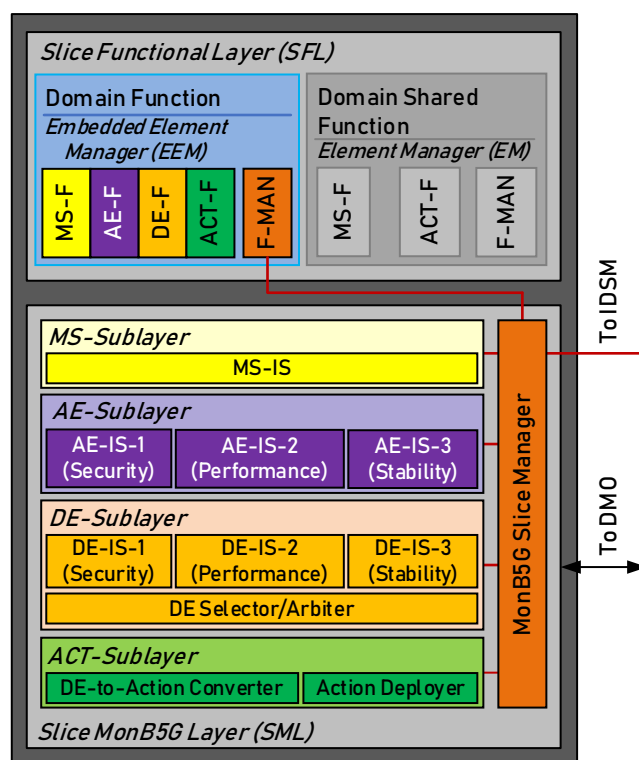 Slice Functional Layer (SFL)
Domain Function
Embedded Element
Manager (EEM)
MS-F
AE-F
DE-F
ACT-F
F-MAN
Domain Shared
Function
Element Manager (EM)
MS-F
ACT-F
F-MAN
To IDSM
MS-Sublayer
MS-IS
AE-Sublayer
AE-IS-1
(Security)
AE-IS-2
(Performance)
AE-IS-3
(Stability)
DE-Sublayer
DE-IS-1
(Security)
DE-IS-2
(Performance)
DE-IS-3
(Stability)
DE Selector/Arbiter
ACT-Sublayer
DE-to-Action Converter
Action Deployer
MonB5G Slice Manager
To DMO
Slice MonB5G Layer (SML)